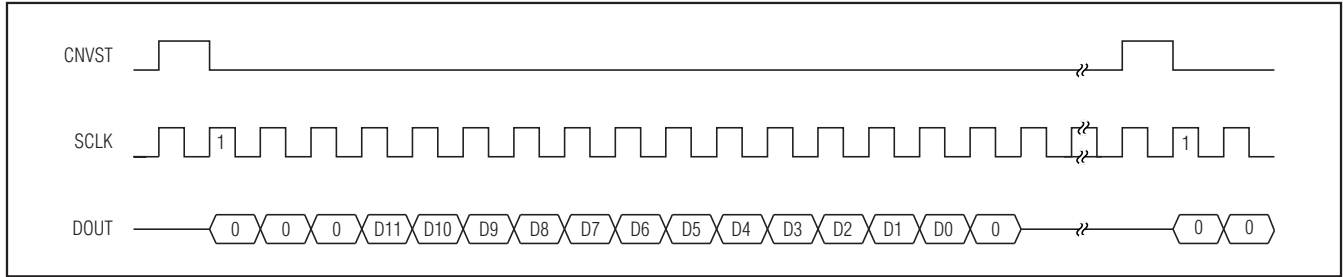 CNVST
SCLK 1 1
DOUT 0 0 0 D11 D10 D9 D8 D7 D6 D5 D4 D3 D2 D1 D0 0 0 0